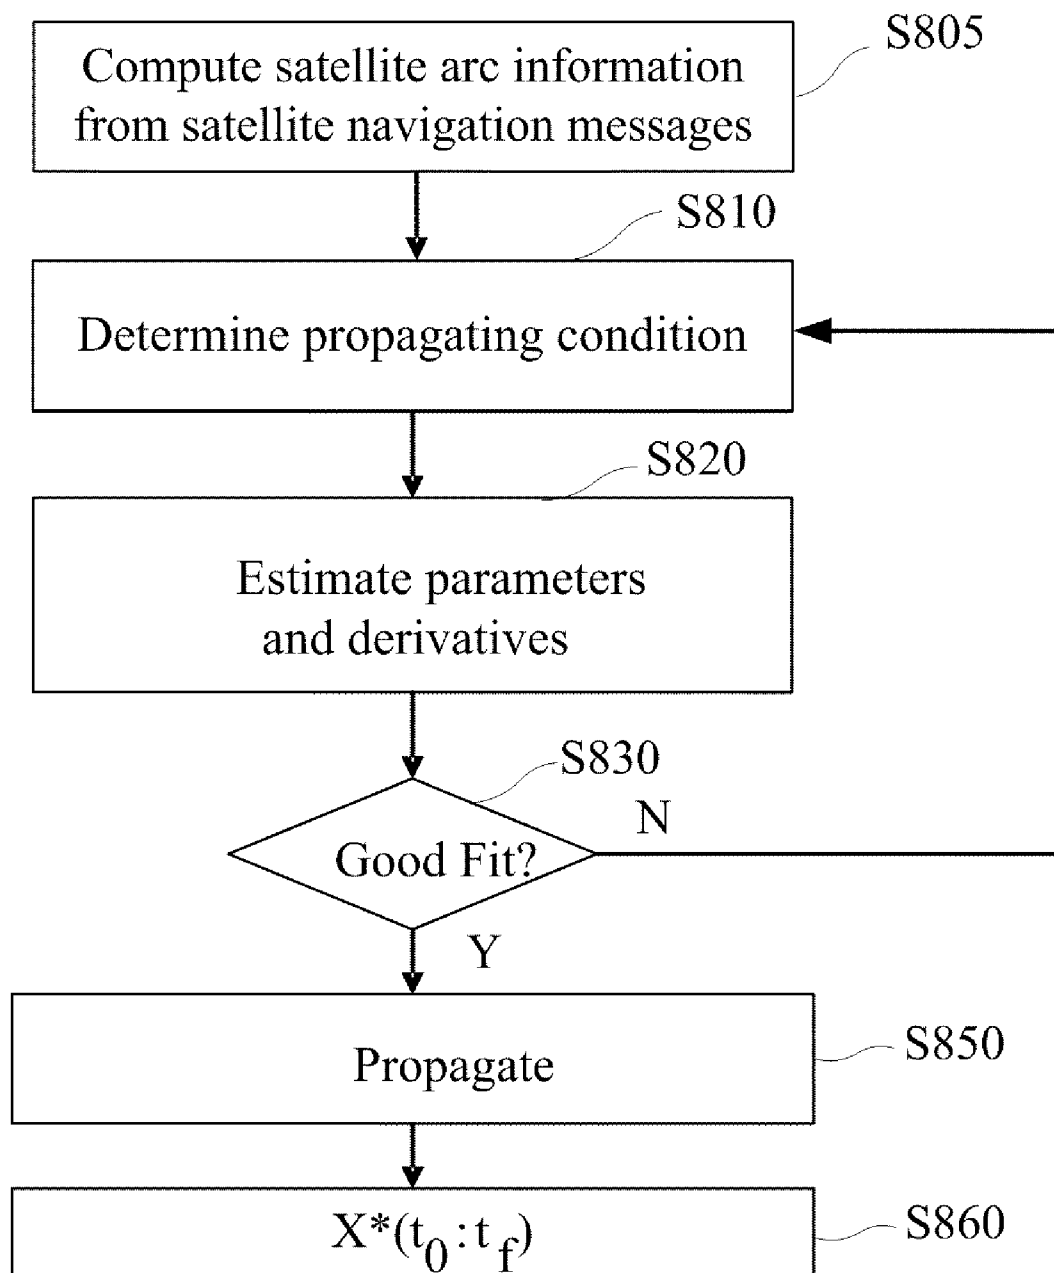 S805
Compute satellite arc information
from satellite navigation messages
S810
Determine propagating condition
S820
Estimate parameters
and derivatives
S830
Good Fit?
N
Y
S850
Propagate
S860
X*(t0:tf)